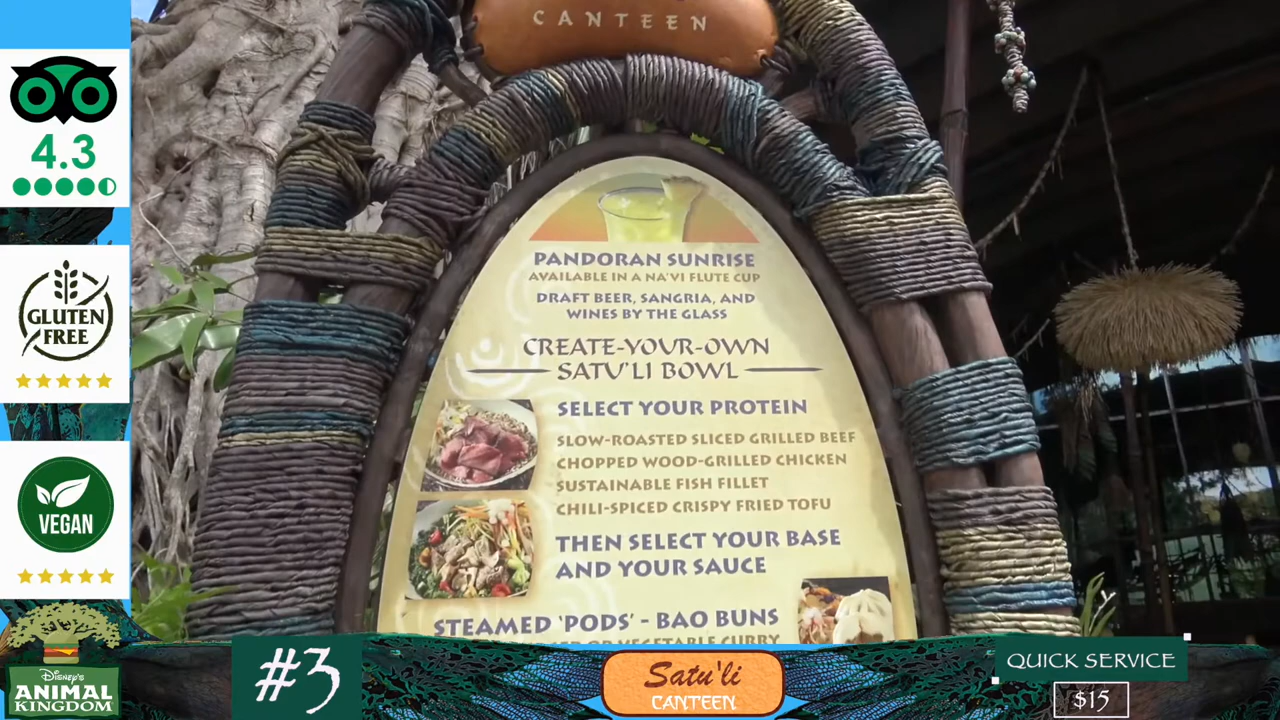 CANTEEN
4.3
GLUTEN
FREE
VEGAN
PANDORAN SUNRISE
AVAILABLE IN A NA'VI FLUTE CUP
DRAFT BEER, SANGRIA, AND
WINES BY THE GLASS
CREATE-YOUR-OWN
SATU'LI BOWL
SELECT YOUR PROTEIN
SLOW-ROASTED SLICED GRILLED BEEF
CHOPPED WOOD-GRILLED CHICKEN
SUSTAINABLE FISH FILLET
CHILI-SPICED CRISPY FRIED TOFU
THEN SELECT YOUR BASE
AND YOUR SAUCE
STEAMED 'PODS' - BAO BUNS
OR VEGETABLE CURRY
Disney's
ANIMAL
KINGDOM
#3
Satu'li
CANTEEN
QUICK SERVICE
$15